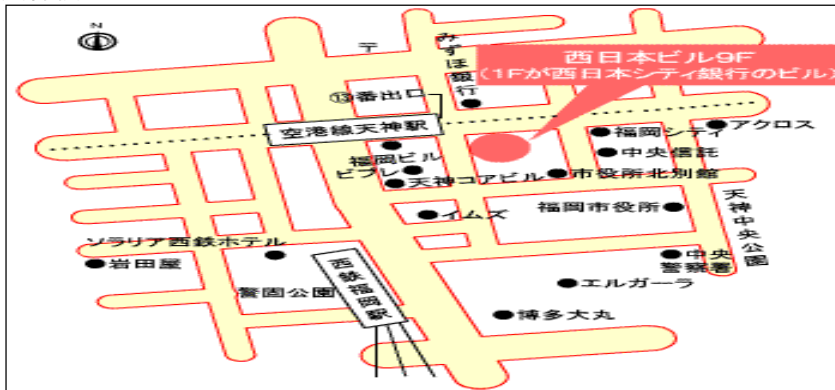 N
〒
みずほ銀行
西日本ビル9F
(1Fが西日本シティ銀行のビル)
⑬番出口
空港線天神駅
福岡シティ
アクロス
福岡ビル
中央信託
ビブレ
天神コアビル
市役所北別館
イムズ
福岡市役所
天神中央公園
ソラリア西鉄ホテル
岩田屋
西鉄福岡駅
中央
警察署
警固公園
エルガーラ
博多大丸